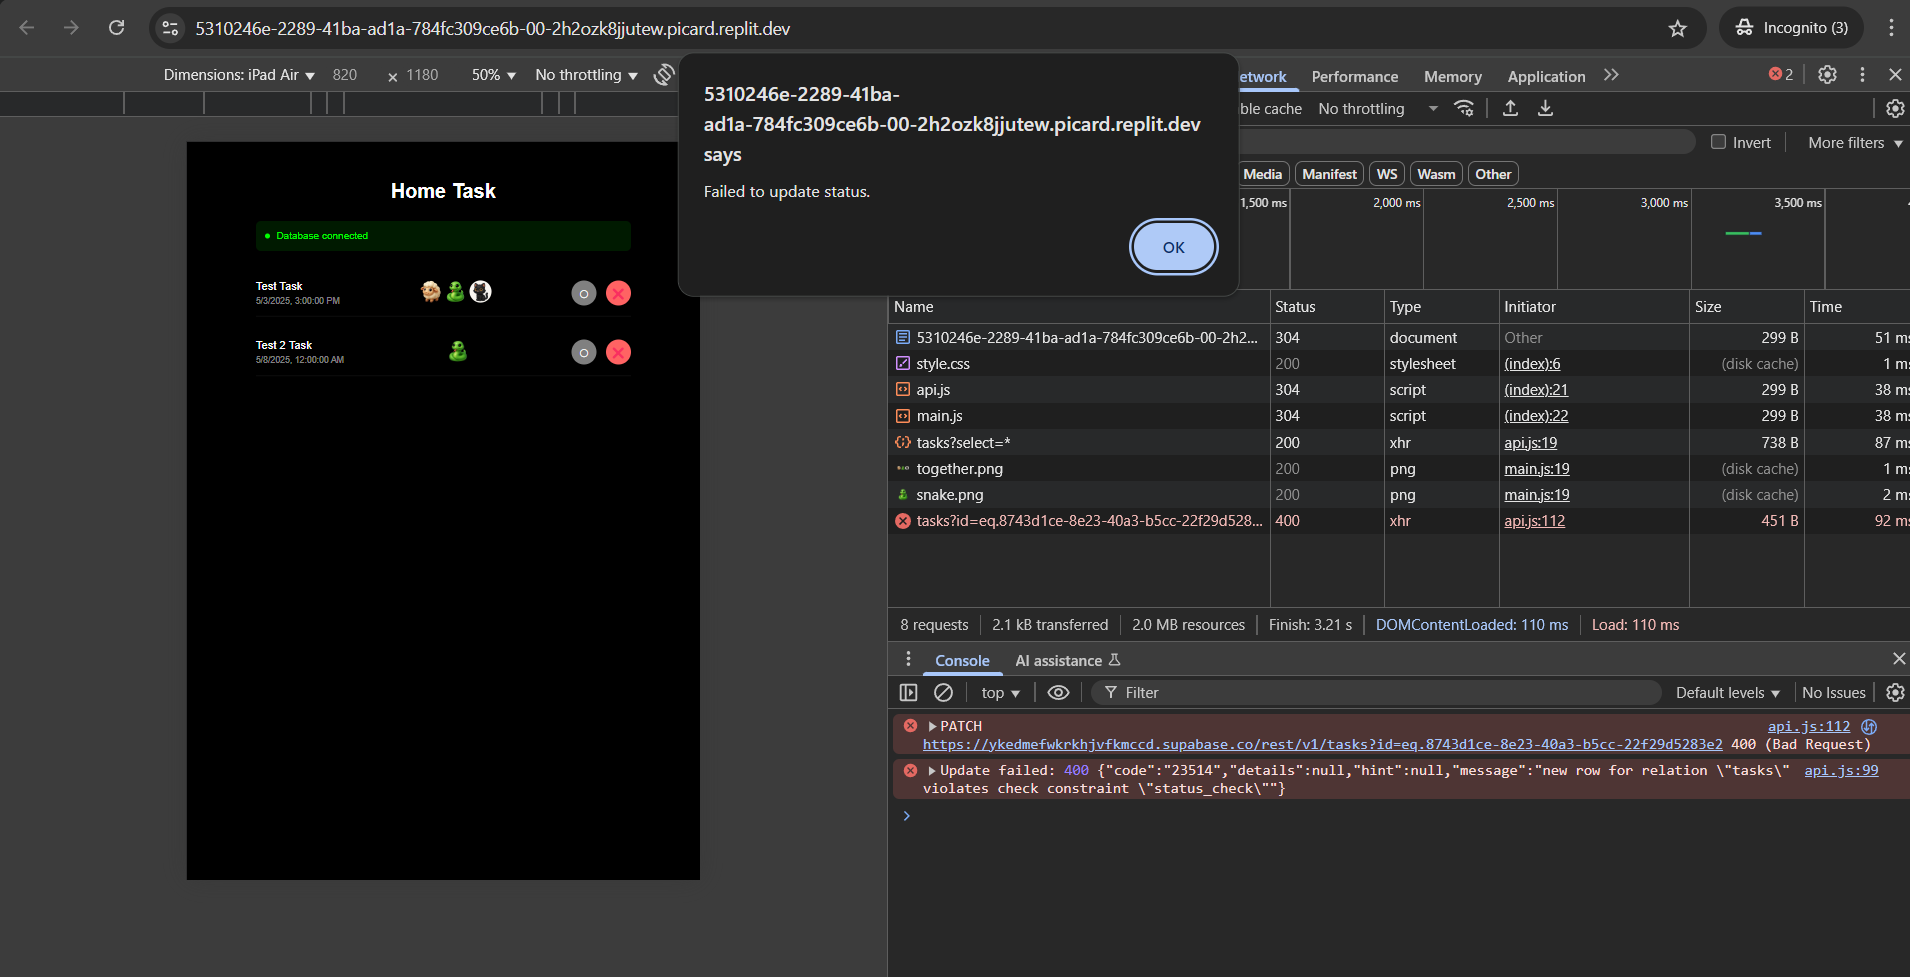 5310246e-2289-41ba-ad1a-784fc309ce6b-00-2h2ozk8jjutew.picard.replit.dev
Incognito (3)
Dimensions: iPad Air 820 × 1180 50% No throttling
etwork Performance Memory Application 2
5310246e-2289-41ba-
ad1a-784fc309ce6b-00-2h2ozk8jjutew.picard.replit.dev
says
Failed to update status.
OK
ble cache No throttling
Invert More filters
Media Manifest WS Wasm Other
1,500 ms 2,000 ms 2,500 ms 3,000 ms 3,500 ms
Home Task
Database connected
Test Task
5/3/2025, 3:00:00 PM
Test 2 Task
5/8/2025, 12:00:00 AM
Name Status Type Initiator Size Time
5310246e-2289-41ba-ad1a-784fc309ce6b-00-2h2... 304 document Other 299 B 51 ms
style.css 200 stylesheet (index):6 (disk cache) 1 ms
api.js 304 script (index):21 299 B 38 ms
main.js 304 script (index):22 299 B 38 ms
tasks?select=* 200 xhr api.js:19 738 B 87 ms
together.png 200 png main.js:19 (disk cache) 1 ms
snake.png 200 png main.js:19 (disk cache) 2 ms
tasks?id=eq.8743d1ce-8e23-40a3-b5cc-22f29d528... 400 xhr api.js:112 451 B 92 ms
8 requests 2.1 kB transferred 2.0 MB resources Finish: 3.21 s DOMContentLoaded: 110 ms Load: 110 ms
Console AI assistance
top Filter Default levels No Issues
PATCH api.js:112
https://ykedmefwkrkhjvfkmccd.supabase.co/rest/v1/tasks?id=eq.8743d1ce-8e23-40a3-b5cc-22f29d5283e2 400 (Bad Request)
Update failed: 400 {"code":"23514","details":null,"hint":null,"message":"new row for relation \"tasks\" api.js:99
violates check constraint \"status_check\""}